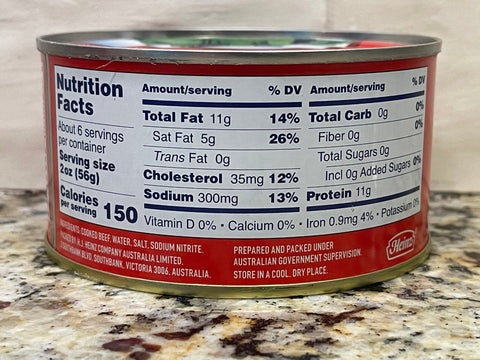 Nutrition
Facts
About 6 servings
per container
Serving size
2oz (56g)
Calories
per serving 150
Amount/serving % DV
Total Fat 11g 14%
Sat Fat 5g 26%
Trans Fat 0g
Cholesterol 35mg 12%
Sodium 300mg 13%
Amount/serving % DV
Total Carb 0g 0%
Fiber 0g 0%
Total Sugars 0g
Incl 0g Added Sugars 0%
Protein 11g
Vitamin D 0% • Calcium 0% • Iron 0.9mg 4% • Potassium 0%
INGREDIENTS: COOKED BEEF, WATER, SALT, SODIUM NITRITE.
PACKED BY H.J. HEINZ COMPANY AUSTRALIA LIMITED.
SOUTHBANK BLVD, SOUTHBANK, VICTORIA 3006, AUSTRALIA.
PREPARED AND PACKED UNDER
AUSTRALIAN GOVERNMENT SUPERVISION.
STORE IN A COOL, DRY PLACE.
Heinz